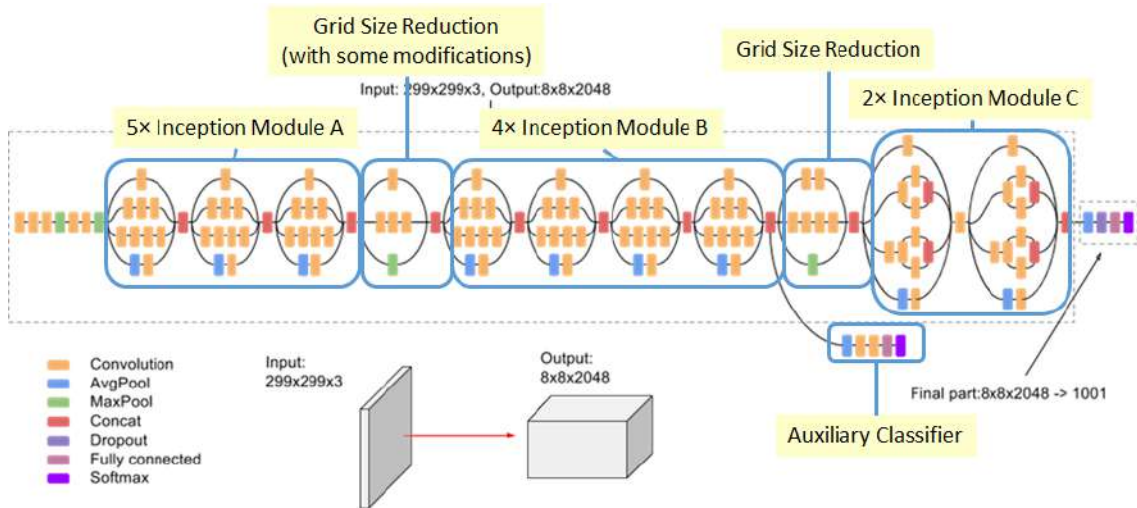 Grid Size Reduction
(with some modifications)
Grid Size Reduction
Input: 299x299x3, Output:8x8x2048
2× Inception Module C
5× Inception Module A
4× Inception Module B
Convolution
AvgPool
MaxPool
Concat
Dropout
Fully connected
Softmax
Input:
299x299x3
Output:
8x8x2048
Final part:8x8x2048 -> 1001
Auxiliary Classifier